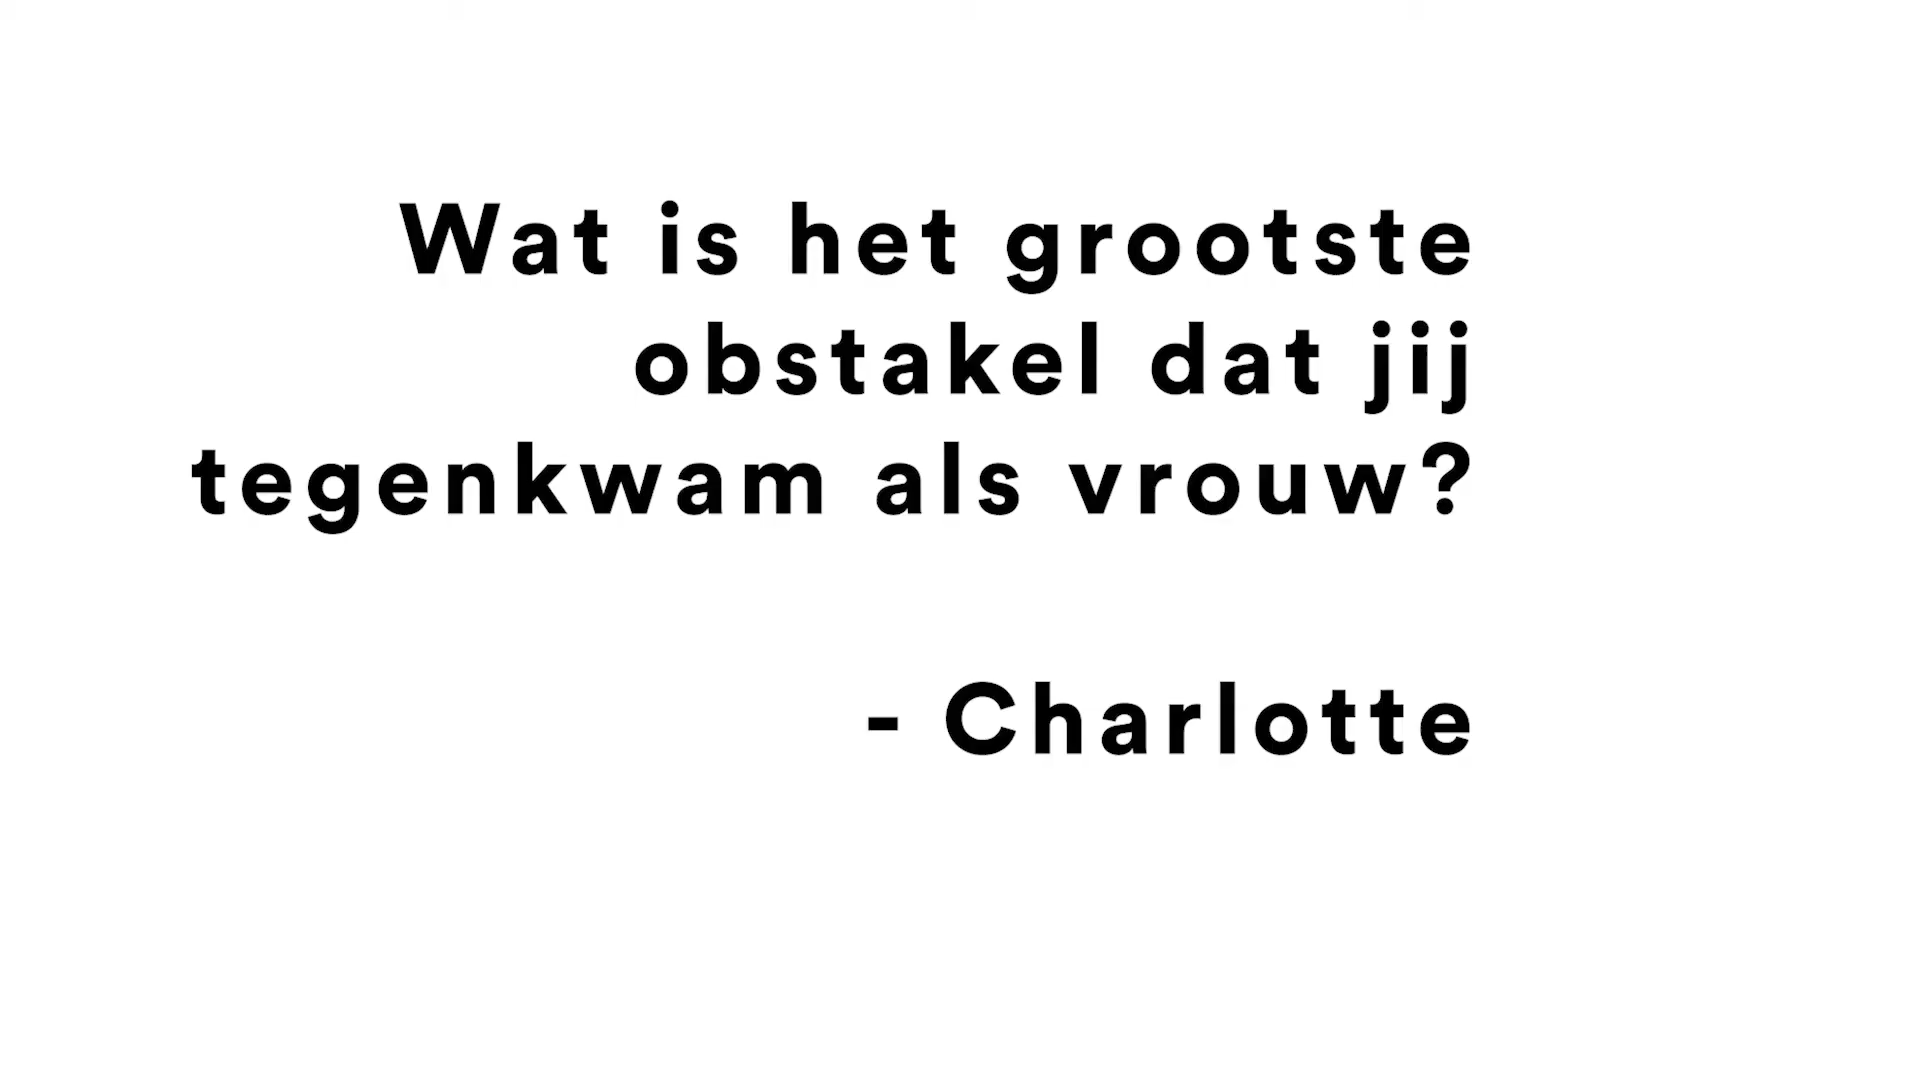 Wat is het grootste
obstakel dat jij
tegenkwam als vrouw?
- Charlotte